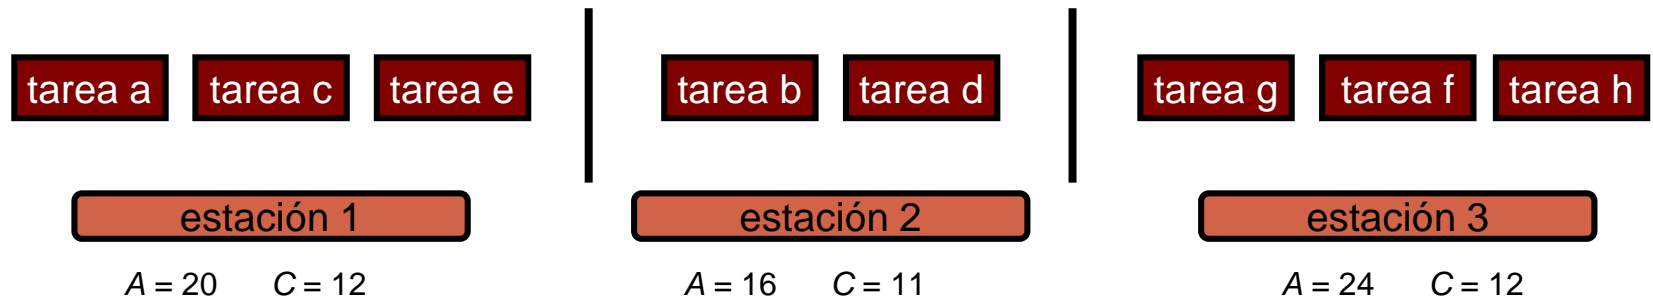 tarea a tarea c tarea e tarea b tarea d tarea g tarea f tarea h
estación 1 estación 2 estación 3
A = 20 C = 12 A = 16 C = 11 A = 24 C = 12